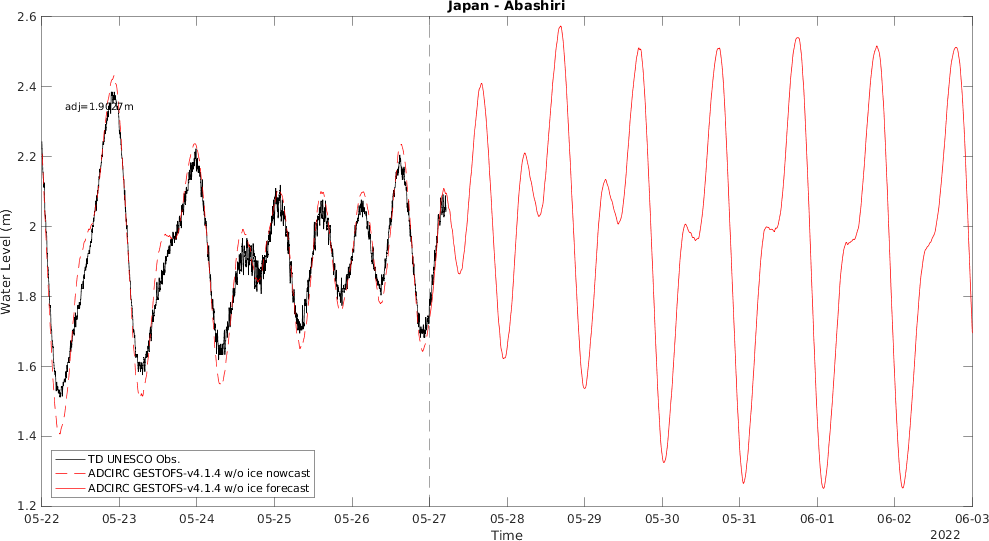 Japan - Abashiri
2.6
2.4
2.2
2
1.8
1.6
1.4
1.2
Water Level (m)
adj=1.9027m
TD UNESCO Obs.
ADCIRC GESTOFS-v4.1.4 w/o ice nowcast
ADCIRC GESTOFS-v4.1.4 w/o ice forecast
05-22 05-23 05-24 05-25 05-26 05-27 05-28 05-29 05-30 05-31 06-01 06-02 06-03
Time
2022